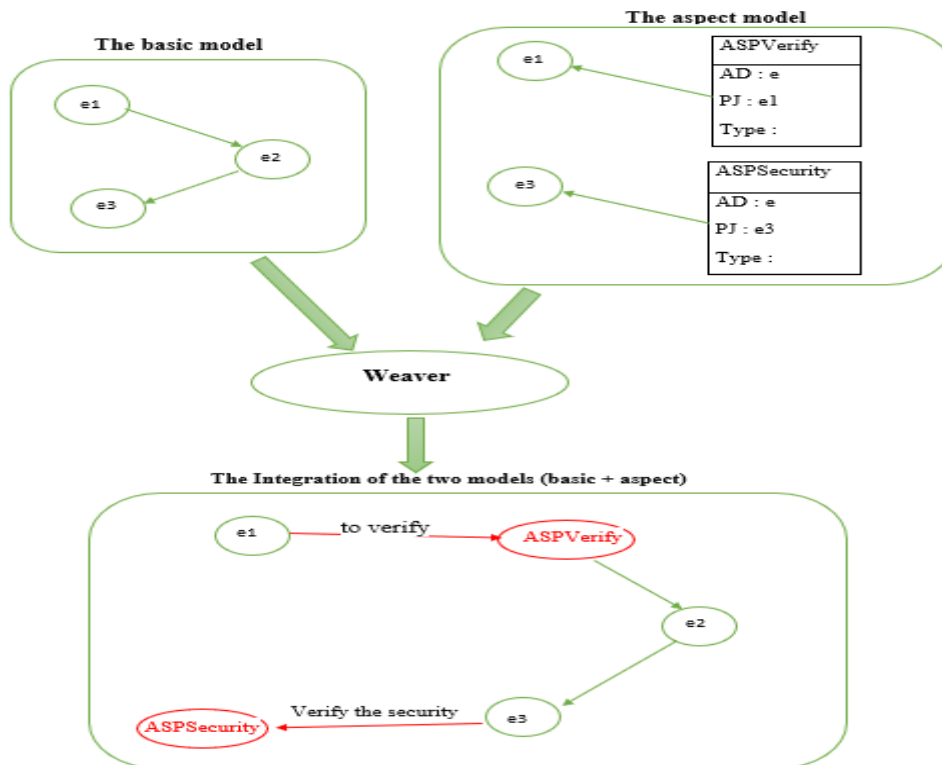 The aspect model
The basic model
e1
e2
e3
e1
ASPVerify
AD : e
PJ : e1
Type :
e3
ASPSecurity
AD : e
PJ : e3
Type :
Weaver
The Integration of the two models (basic + aspect)
e1
to verify
ASPVerify
e2
e3
Verify the security
ASPSecurity